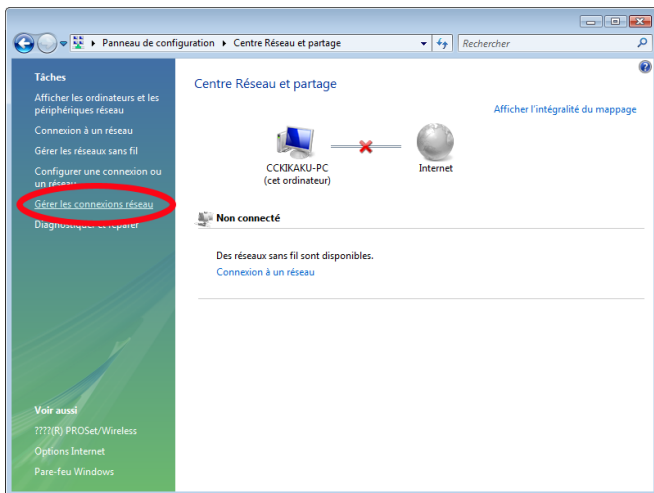 Panneau de configuration ▸ Centre Réseau et partage
Rechercher
Tâches
Afficher les ordinateurs et les
périphériques réseau
Connexion à un réseau
Gérer les réseaux sans fil
Configurer une connexion ou
un réseau
Gérer les connexions réseau
Diagnostiquer et réparer
Centre Réseau et partage
Afficher l'intégralité du mappage
CCKIKAKU-PC
(cet ordinateur)
Internet
Non connecté
Des réseaux sans fil sont disponibles.
Connexion à un réseau
Voir aussi
????(R) PROSet/Wireless
Options Internet
Pare-feu Windows